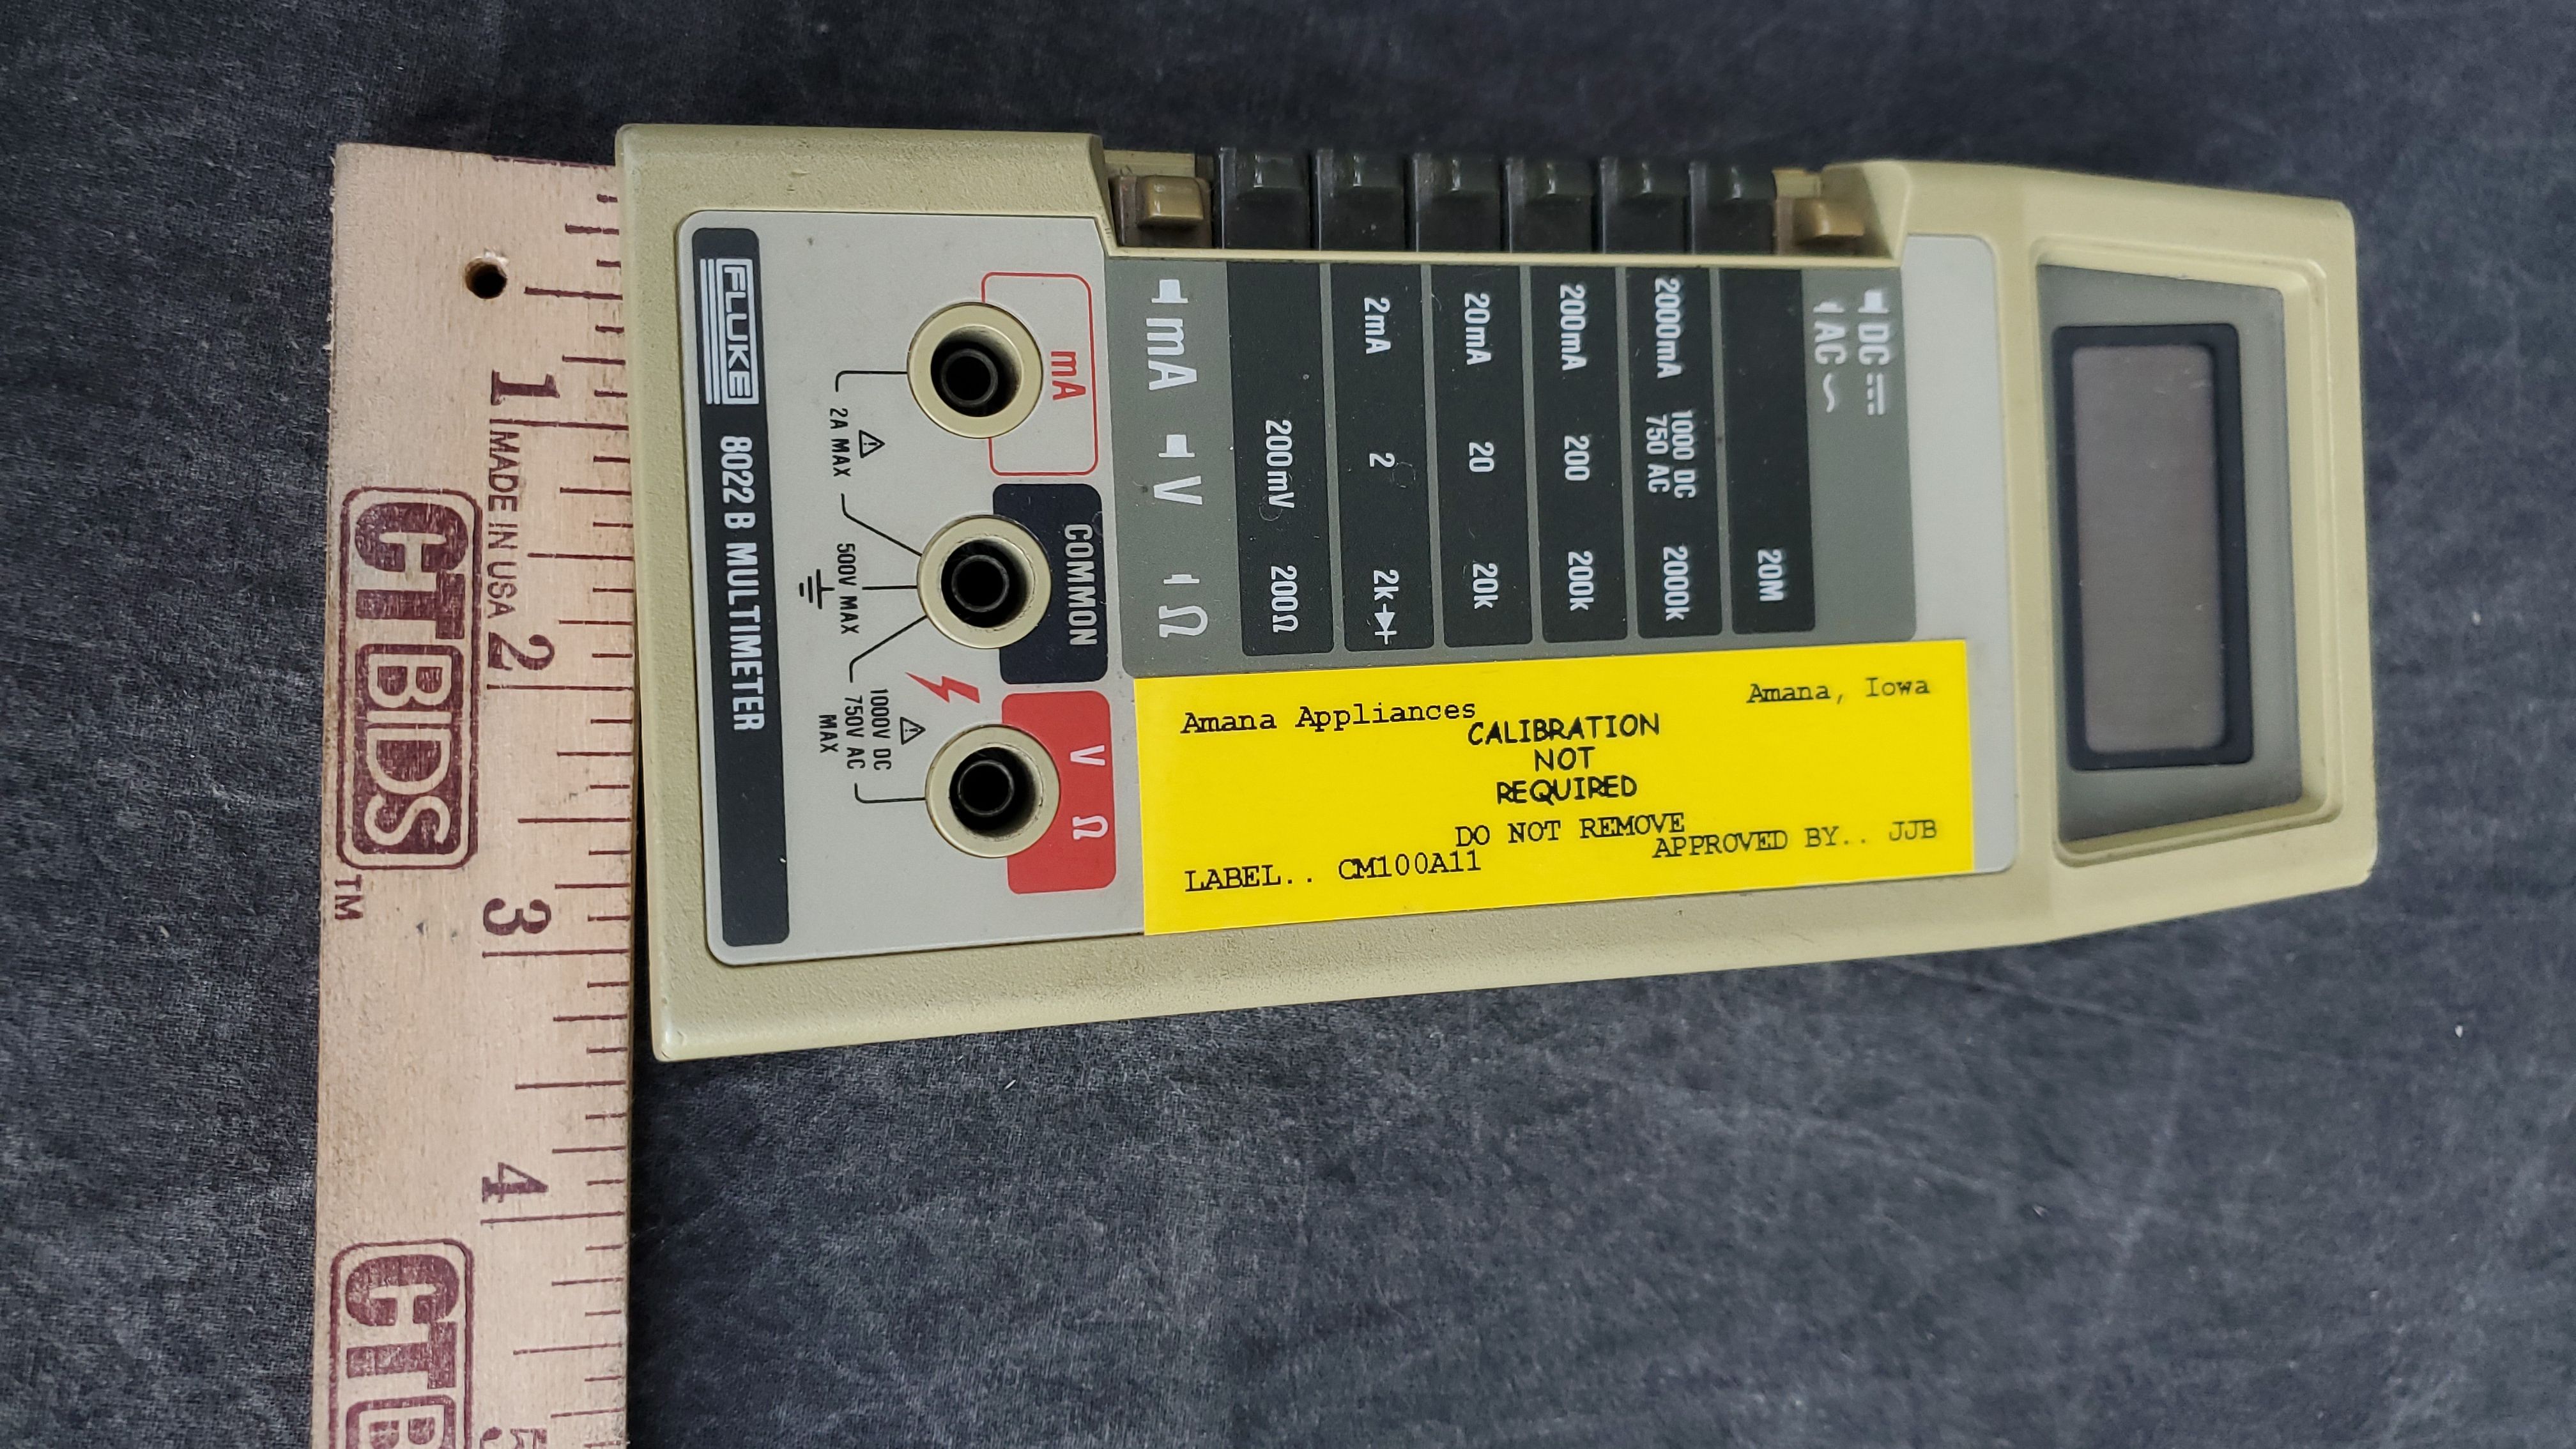 1
MADE IN USA
2
3
4
5
CTBIDS
TM
CTB
FLUKE 8022 B MULTIMETER
mA
2A MAX
COMMON
500V MAX
V Ω
1000V DC
750V AC
MAX
mA V Ω
200mV 200Ω
2mA 2 2k
20mA 20 20k
200mA 200 200k
2000mA 1000 DC 2000k
750 AC
20M
DC
AC
Amana Appliances Amana, Iowa
CALIBRATION
NOT
REQUIRED
DO NOT REMOVE
LABEL.. CM100A11 APPROVED BY.. JJB